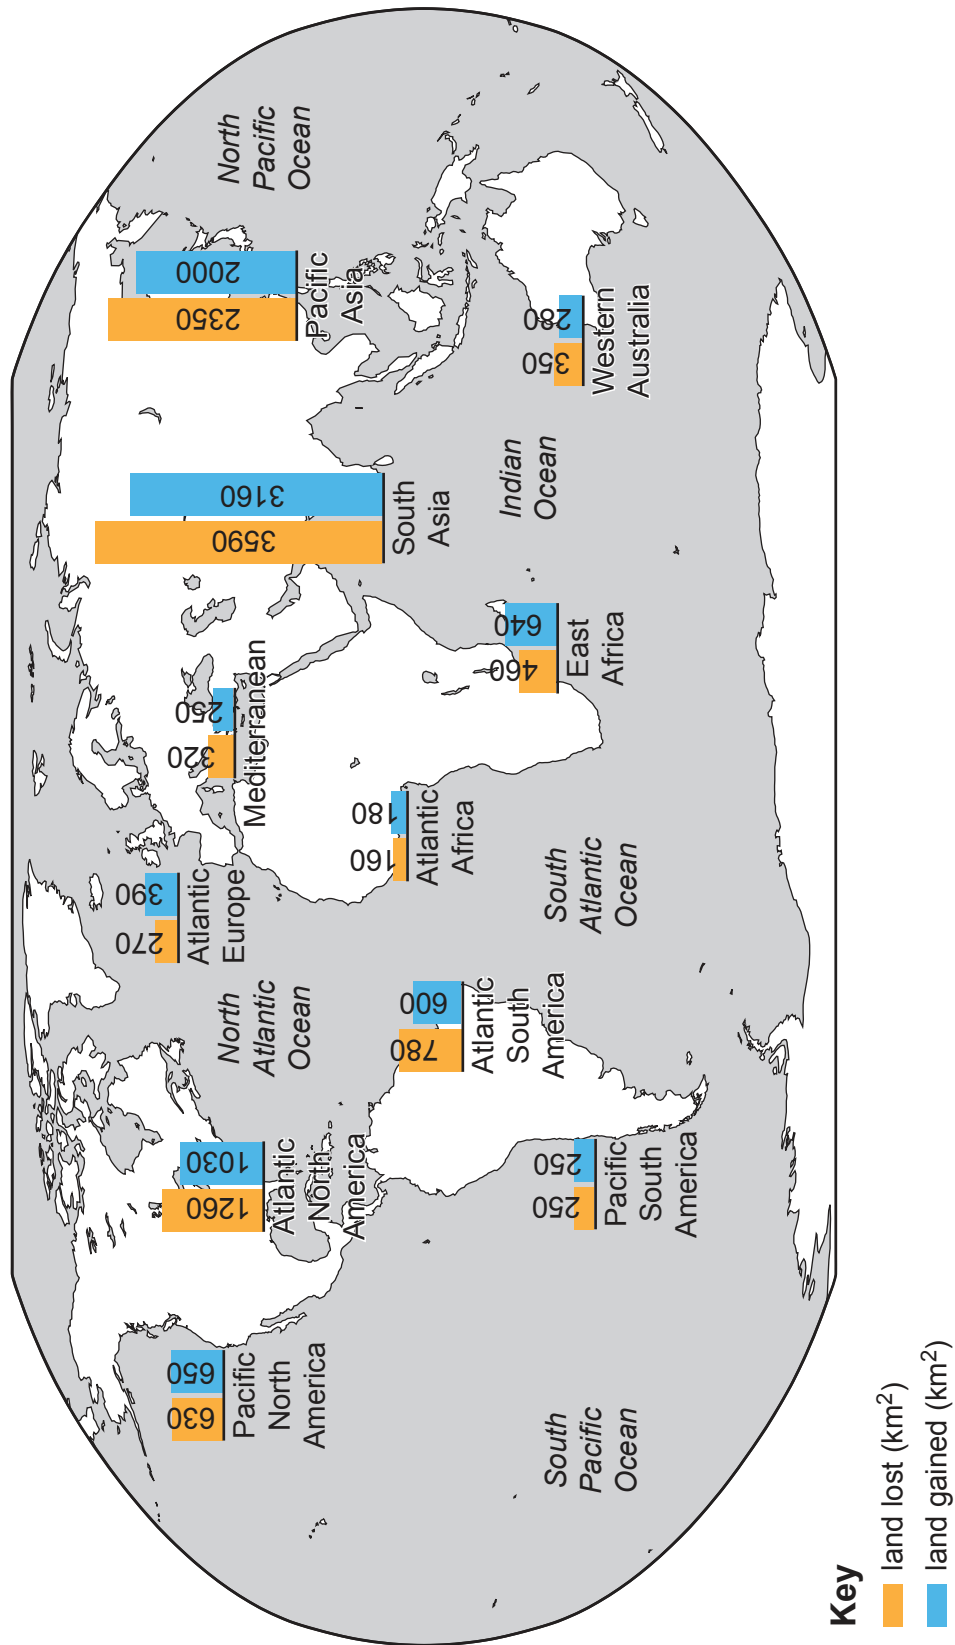 North
Pacific
Ocean
2350
2000
Pacific
Asia
3590
3160
South
Asia
320
250
Mediterranean
270
390
Atlantic
Europe
North
Atlantic
Ocean
1260
1030
Atlantic
North
America
630
650
Pacific
North
America
160
180
Atlantic
Africa
460
640
East
Africa
Indian
Ocean
350
280
Western
Australia
780
600
Atlantic
South
America
South
Atlantic
Ocean
250
250
Pacific
South
America
South
Pacific
Ocean
Key
land lost (km²)
land gained (km²)